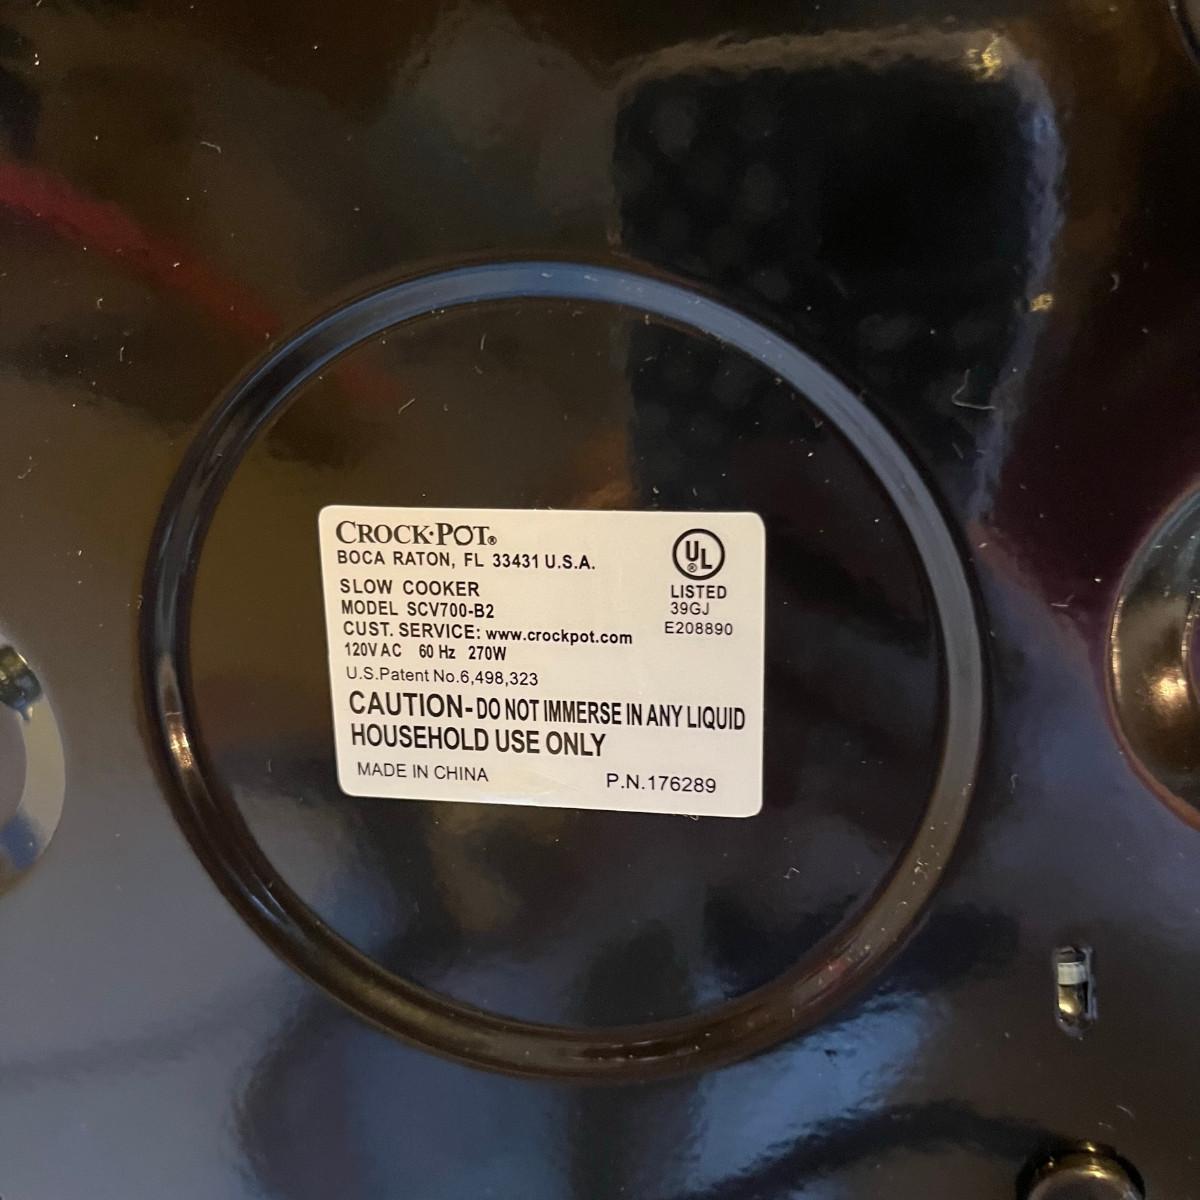 CROCK·POT®
BOCA RATON, FL 33431 U.S.A.
SLOW COOKER
MODEL SCV700-B2
CUST. SERVICE: www.crockpot.com
120V AC 60 Hz 270W
U.S.Patent No.6,498,323
UL®
LISTED
39GJ
E208890
CAUTION-DO NOT IMMERSE IN ANY LIQUID
HOUSEHOLD USE ONLY
MADE IN CHINA P.N.176289